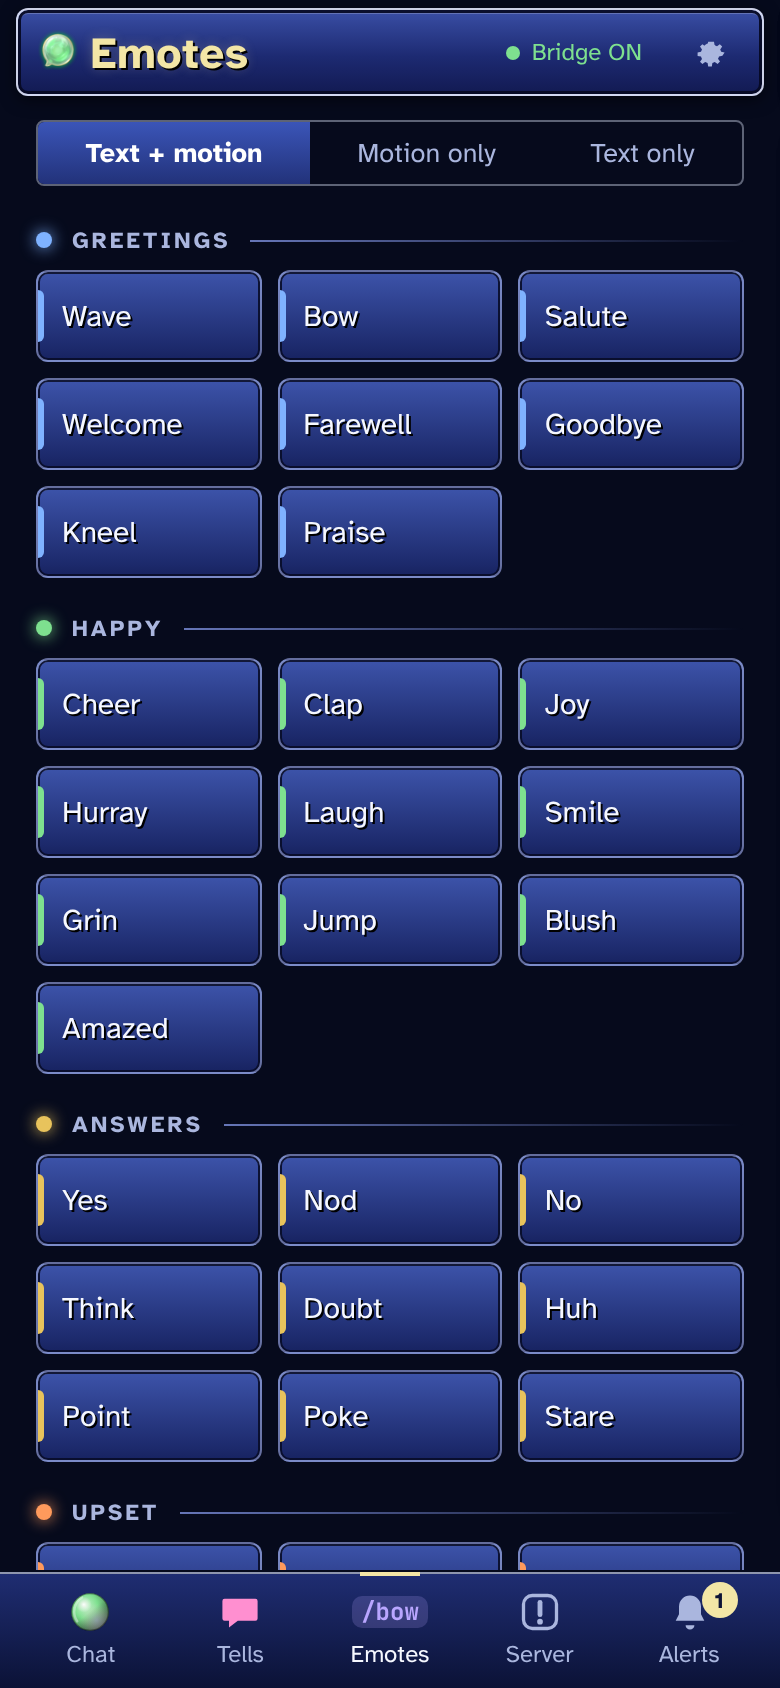 Emotes
Bridge ON
Text + motion
Motion only
Text only
GREETINGS
Wave
Bow
Salute
Welcome
Farewell
Goodbye
Kneel
Praise
HAPPY
Cheer
Clap
Joy
Hurray
Laugh
Smile
Grin
Jump
Blush
Amazed
ANSWERS
Yes
Nod
No
Think
Doubt
Huh
Point
Poke
Stare
UPSET
/bow
1
Chat
Tells
Emotes
Server
Alerts